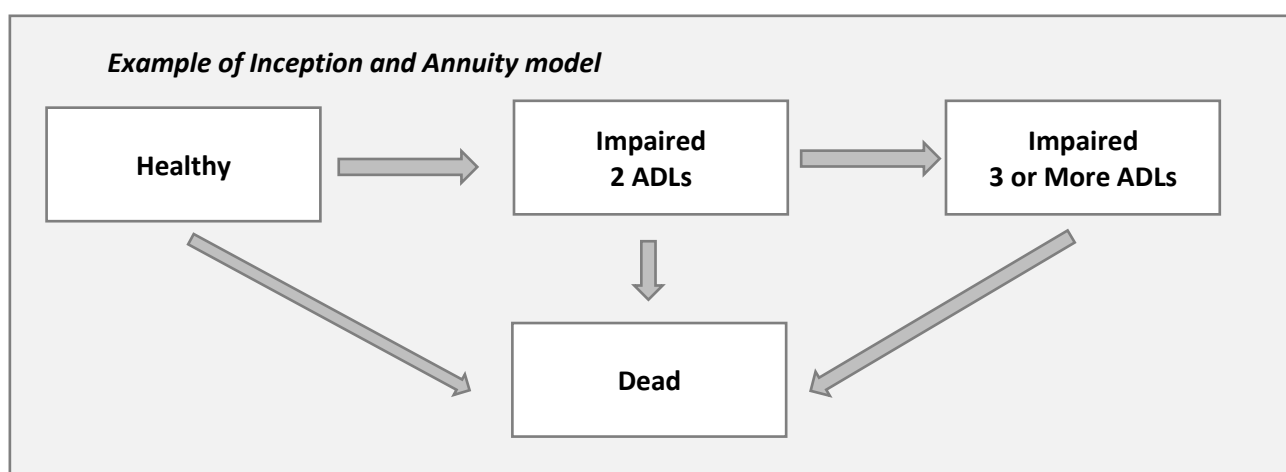 Example of Inception and Annuity model
Healthy
Impaired
2 ADLs
Impaired
3 or More ADLs
Dead